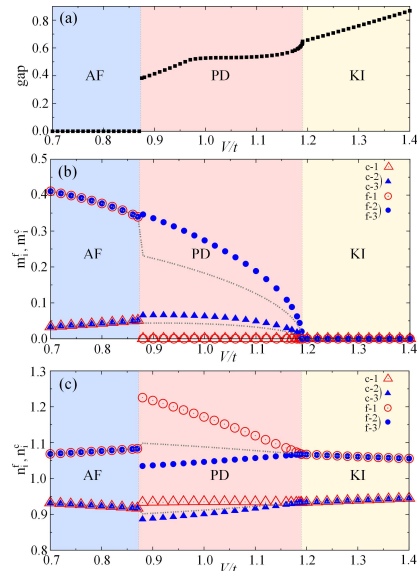 (a)
gap
0.8
0.6
0.4
0.2
0.0
AF
PD
KI
0.7 0.8 0.9 1.0 1.1 1.2 1.3 1.4
V/t
(b)
m_i^f, m_i^c
0.5
0.4
0.3
0.2
0.1
0.0
AF
PD
KI
c-1
c-2)
c-3)
f-1
f-2)
f-3)
0.7 0.8 0.9 1.0 1.1 1.2 1.3 1.4
V/t
(c)
n_i^f, n_i^c
1.3
1.2
1.1
1.0
0.9
0.8
AF
PD
KI
c-1
c-2)
c-3)
f-1
f-2)
f-3)
0.7 0.8 0.9 1.0 1.1 1.2 1.3 1.4
V/t